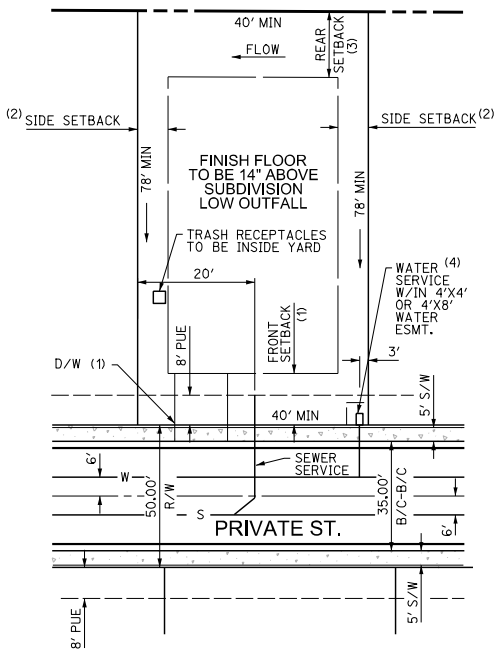 40' MIN
FLOW
REAR
SETBACK
(3)
(2) SIDE SETBACK
SIDE SETBACK (2)
78' MIN
FINISH FLOOR
TO BE 14" ABOVE
SUBDIVISION
LOW OUTFALL
78' MIN
TRASH RECEPTACLES
TO BE INSIDE YARD
20'
WATER (4)
SERVICE
W/IN 4'X4'
OR 4'X8'
WATER
ESMT.
FRONT
SETBACK
(1)
8' PUE
3'
D/W (1)
40' MIN
5' S/W
6'
W
50.00'
R/W
SEWER
SERVICE
35.00'
B/C-B/C
S
PRIVATE ST.
6'
8' PUE
5' S/W